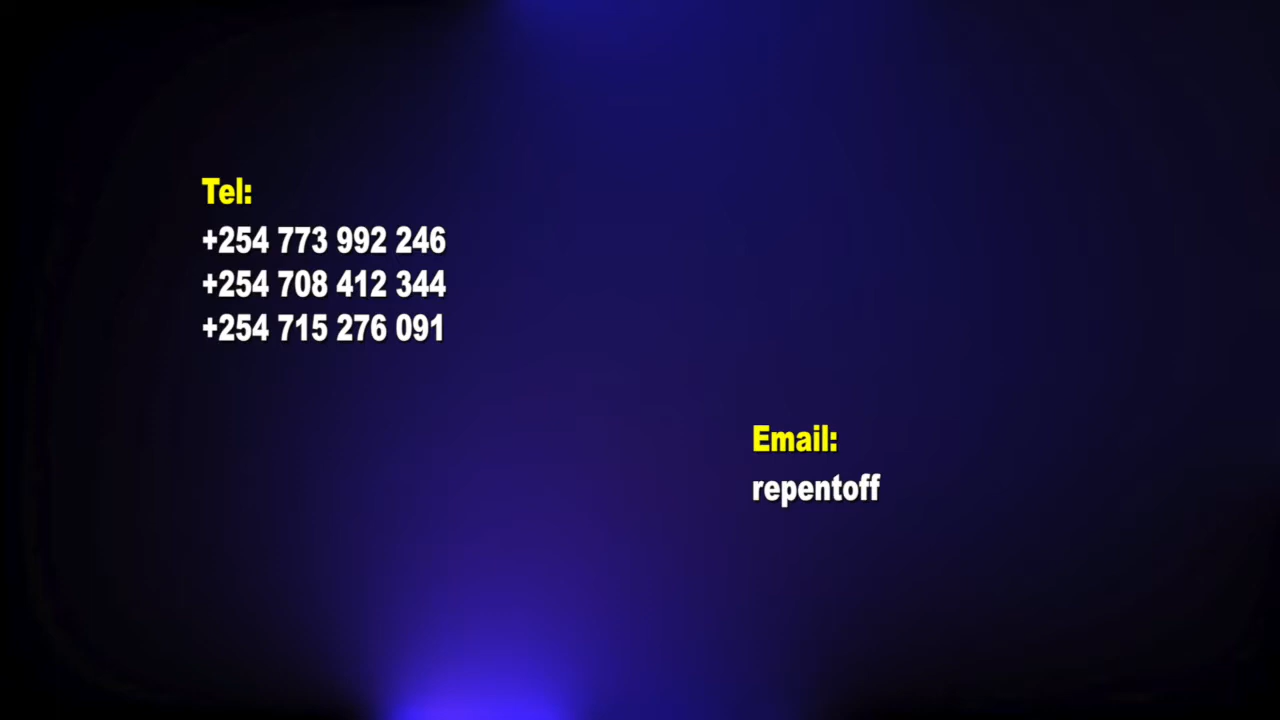 Tel:
+254 773 992 246
+254 708 412 344
+254 715 276 091
Email:
repentoff